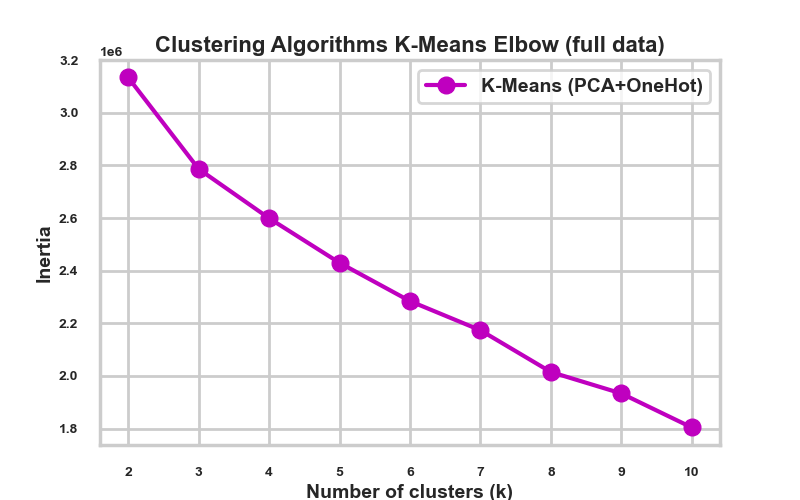 Clustering Algorithms K-Means Elbow (full data)
1e6
K-Means (PCA+OneHot)
3.2
3.0
2.8
2.6
2.4
2.2
2.0
1.8
Inertia
2 3 4 5 6 7 8 9 10
Number of clusters (k)